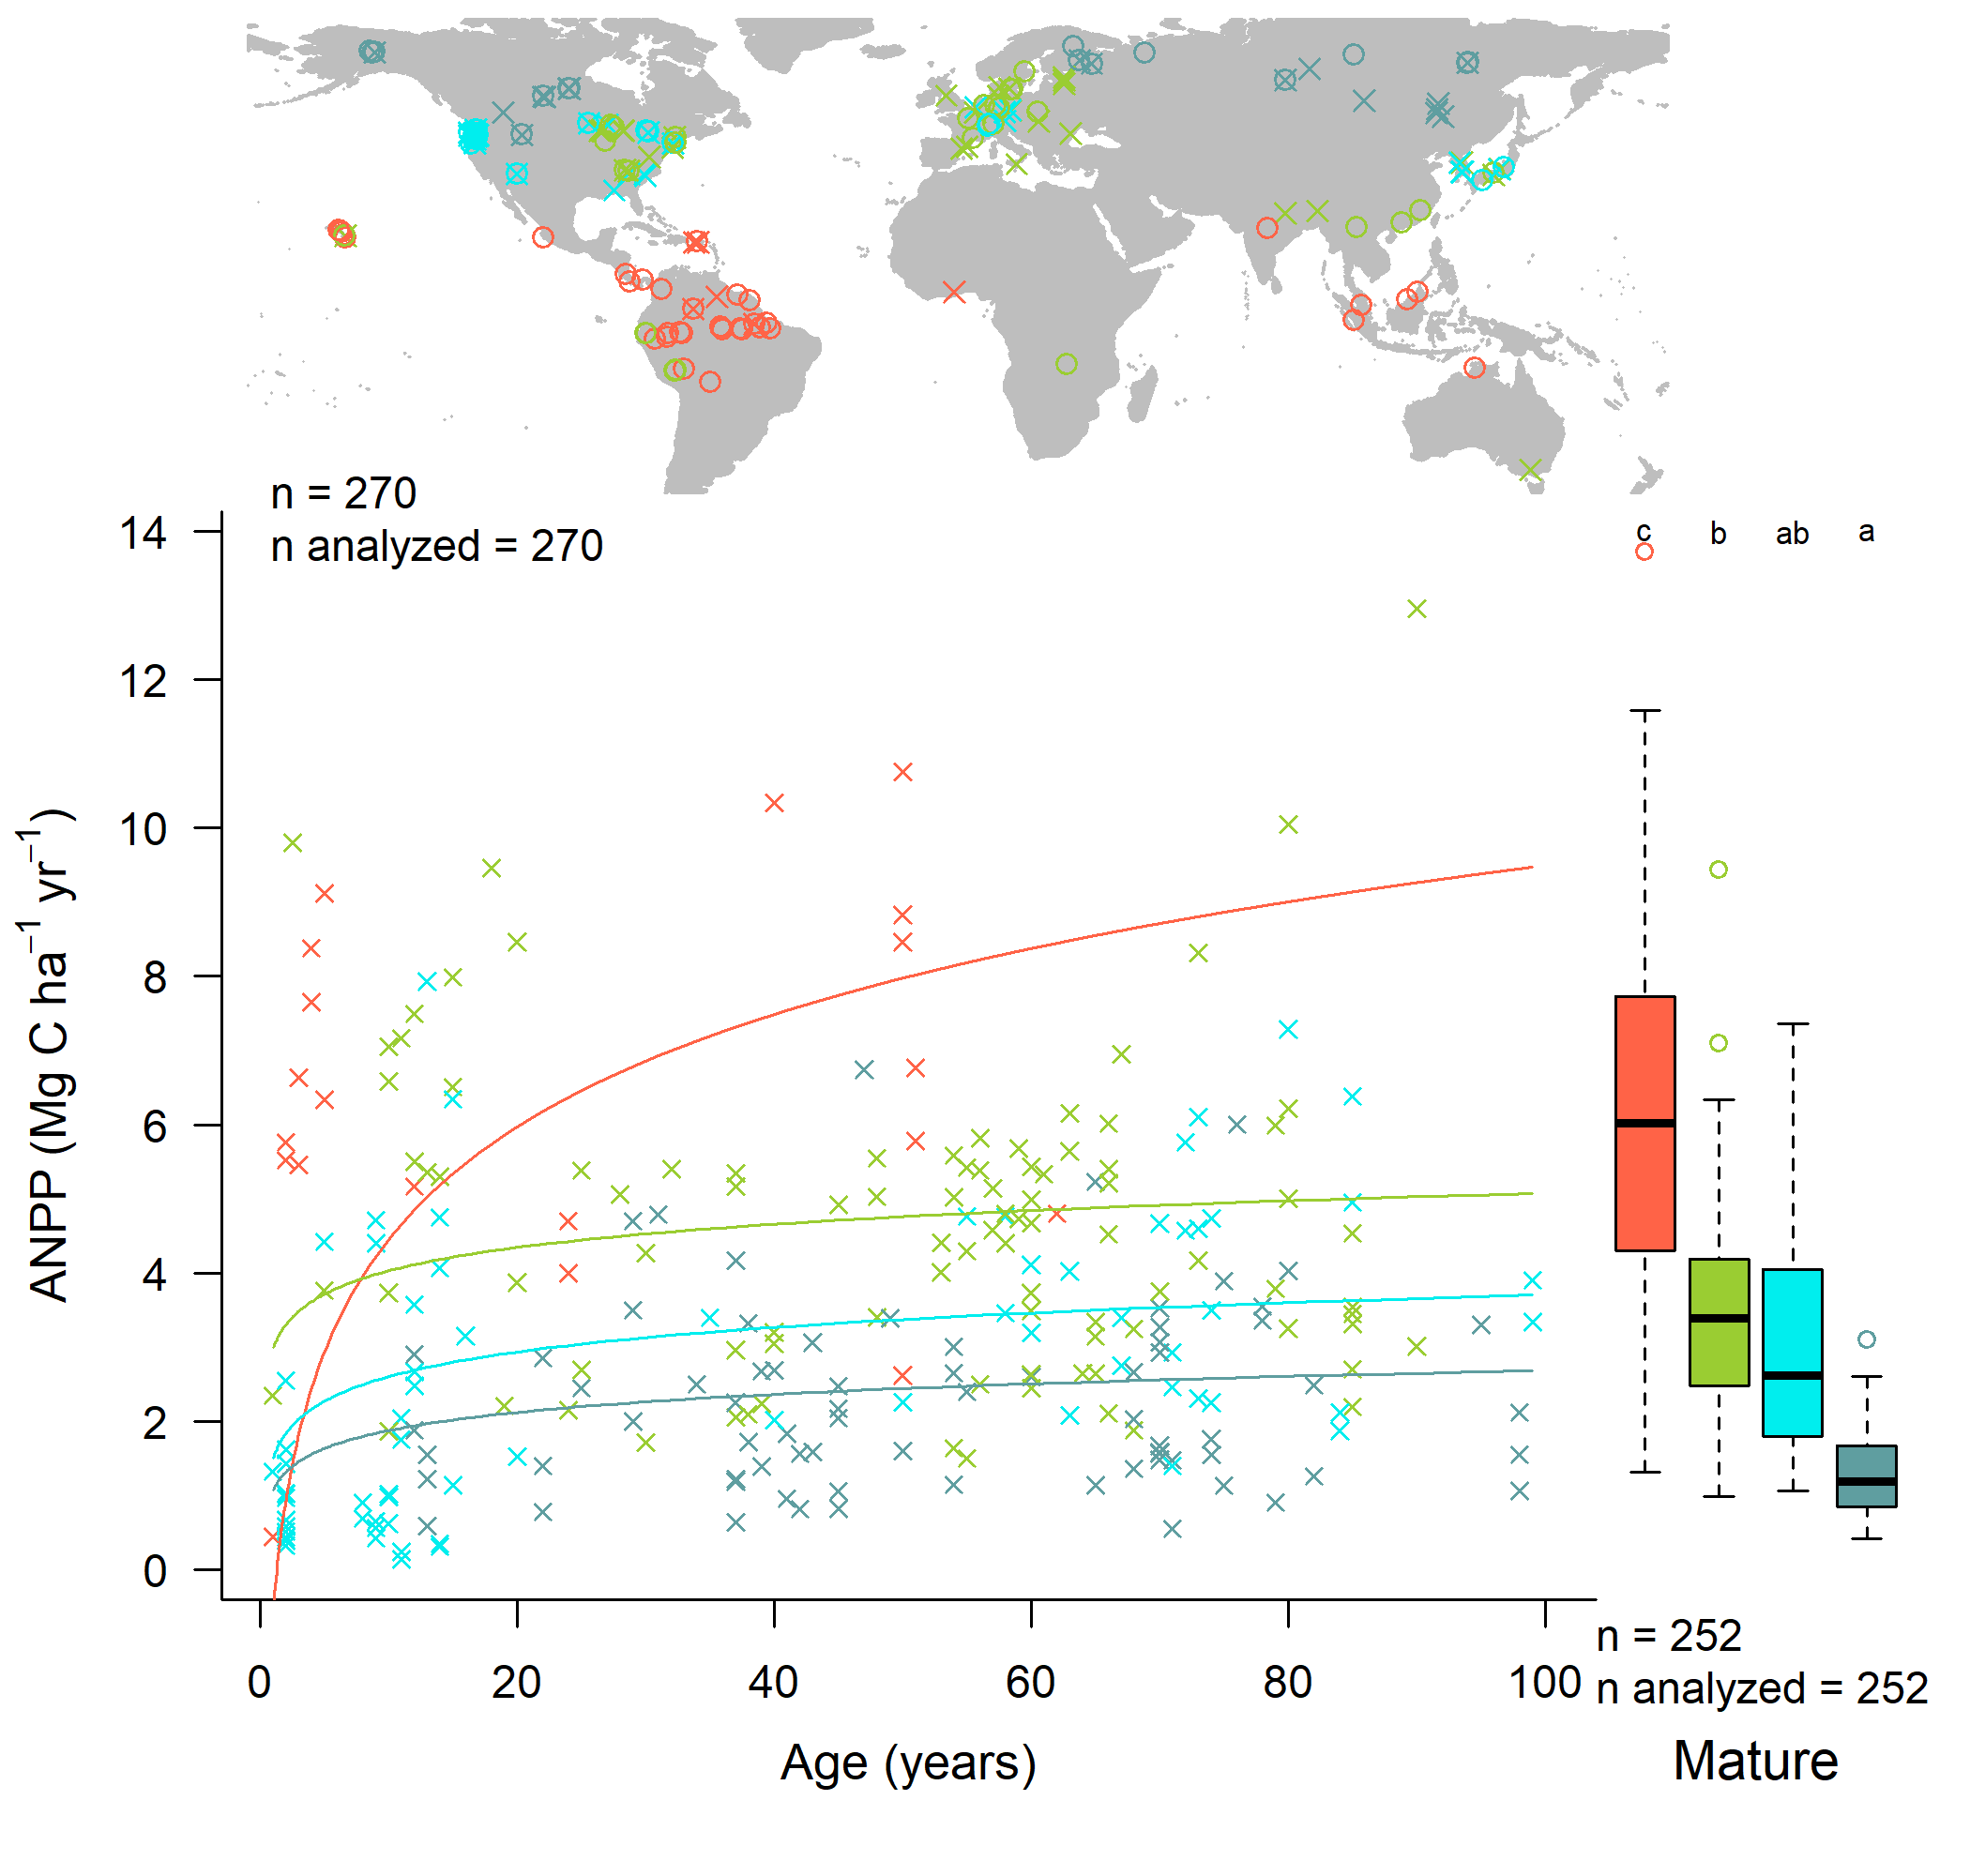 n = 270
n analyzed = 270
c b ab a
14
12
10
8
6
4
2
0
ANPP (Mg C ha⁻¹ yr⁻¹)
0 20 40 60 80 100
n = 252
n analyzed = 252
Age (years)
Mature